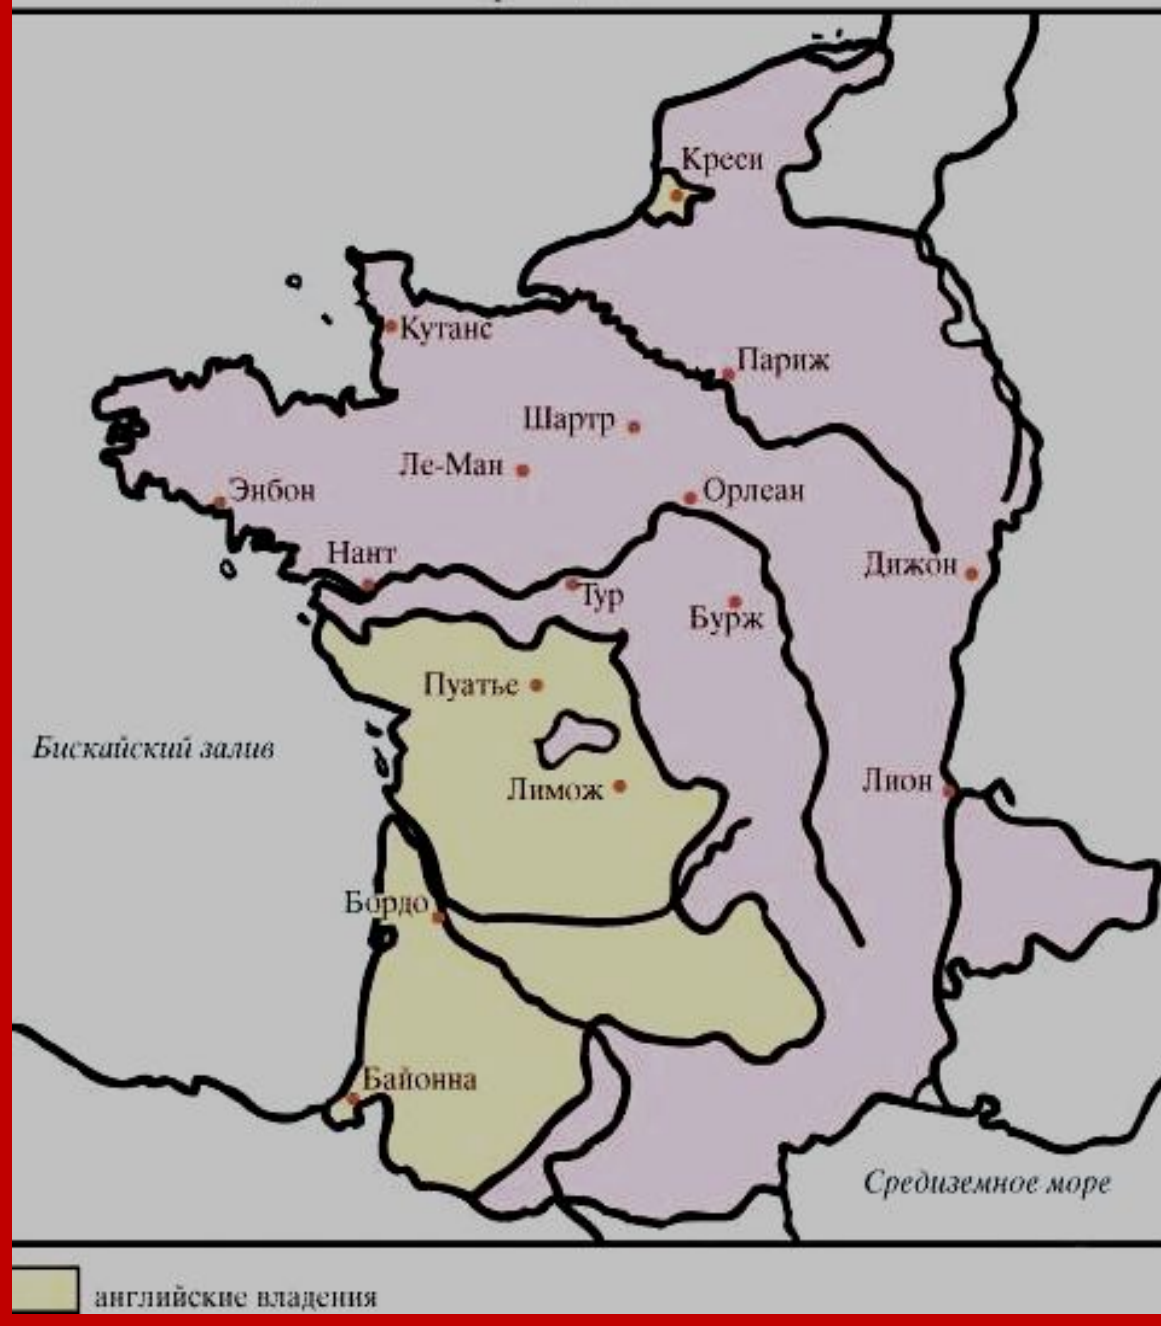 Креси
Кутанс
Париж
Шартр
Ле-Ман
Энбон
Орлеан
Нант
Дижон
Тур
Бурж
Пуатье
Бискайский залив
Лимож
Лион
Бордо
Байонна
Средиземное море
английские владения